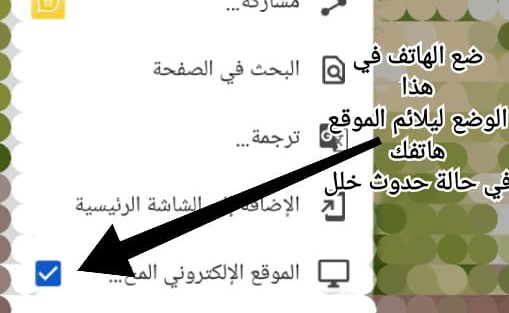 مشاركة...
البحث في الصفحة
ترجمة...
الإضافة إلى الشاشة الرئيسية
الموقع الإلكتروني المخ...
ضع الهاتف في
هذا
الوضع ليلائم الموقع
هاتفك
في حالة حدوث خلل